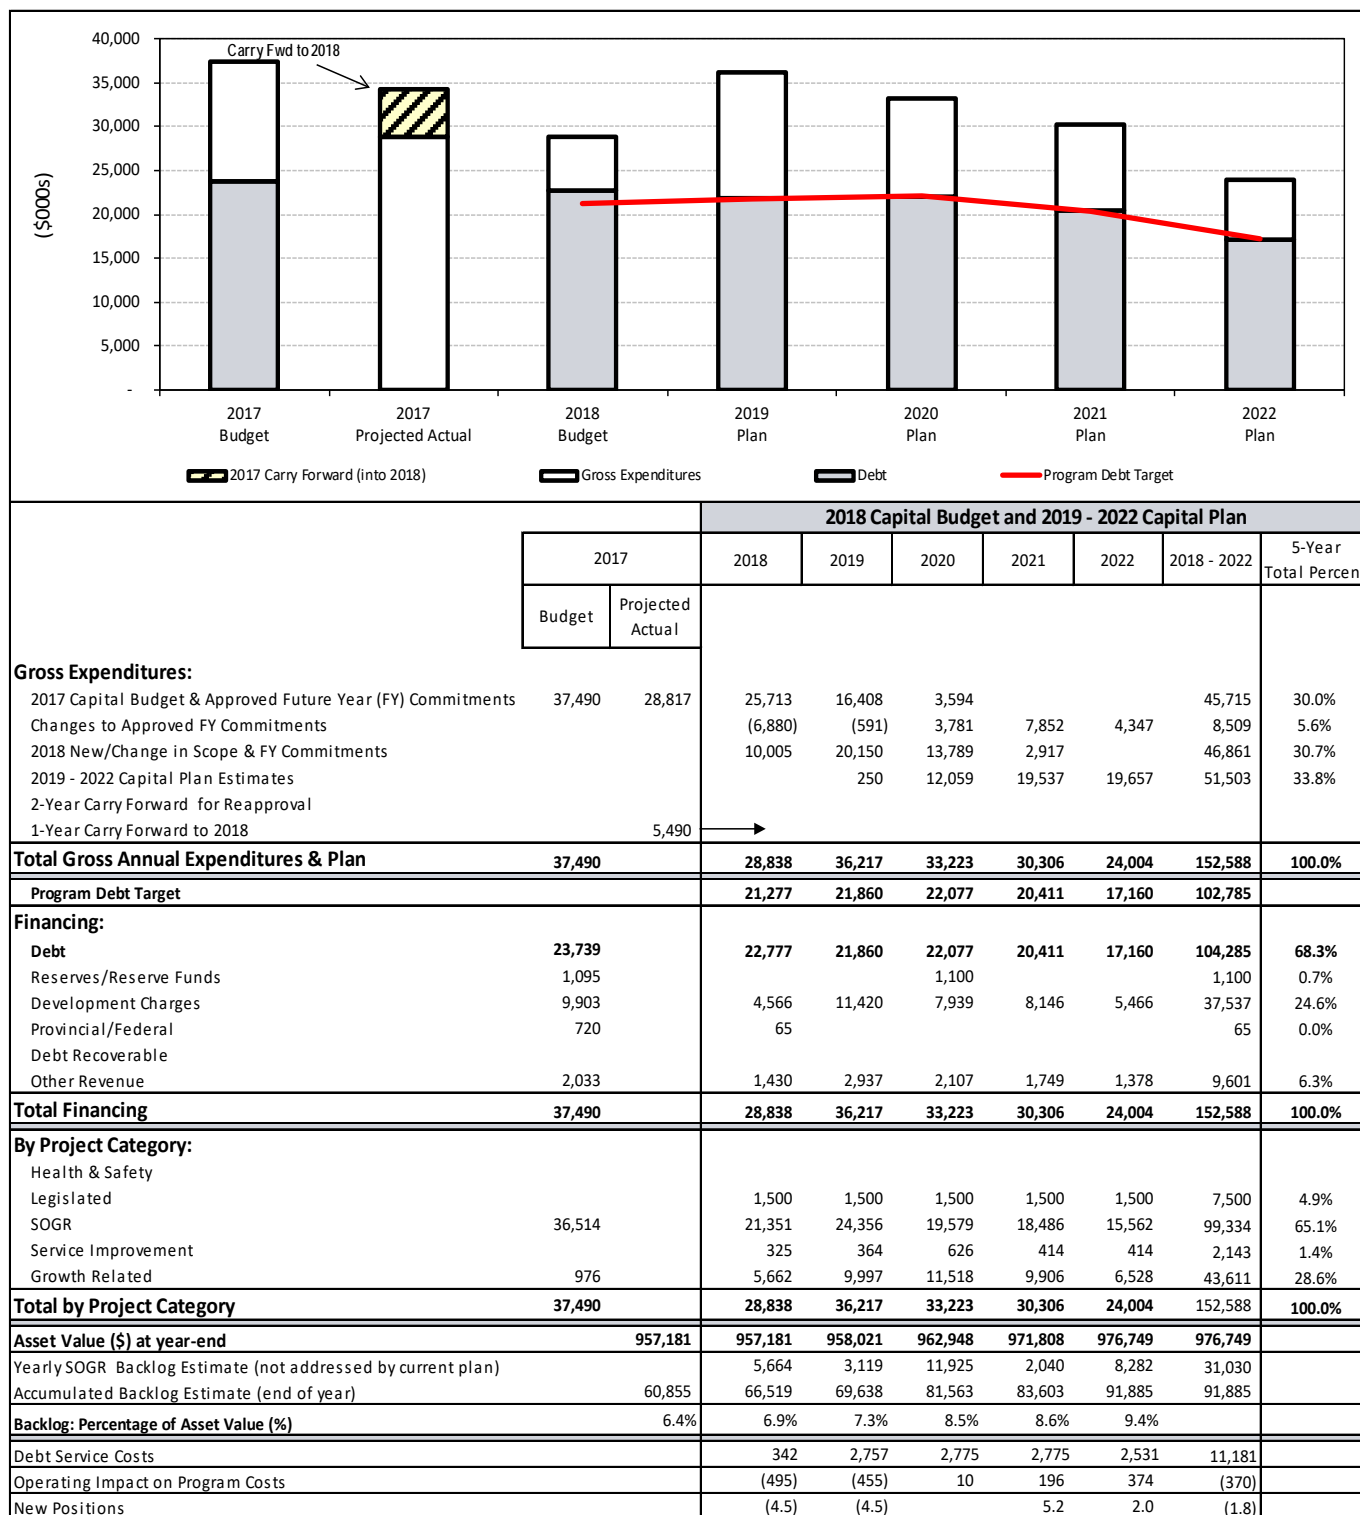 40,000
35,000
30,000
25,000
20,000
15,000
10,000
5,000
-
($000s)
Carry Fwd to 2018
2017 Budget
2017 Projected Actual
2018 Budget
2019 Plan
2020 Plan
2021 Plan
2022 Plan
2017 Carry Forward (into 2018) Gross Expenditures Debt Program Debt Target
2018 Capital Budget and 2019 - 2022 Capital Plan
2017 2018 2019 2020 2021 2022 2018 - 2022 5-Year Total Percen
Budget Projected Actual
Gross Expenditures:
2017 Capital Budget & Approved Future Year (FY) Commitments 37,490 28,817 25,713 16,408 3,594 45,715 30.0%
Changes to Approved FY Commitments (6,880) (591) 3,781 7,852 4,347 8,509 5.6%
2018 New/Change in Scope & FY Commitments 10,005 20,150 13,789 2,917 46,861 30.7%
2019 - 2022 Capital Plan Estimates 250 12,059 19,537 19,657 51,503 33.8%
2-Year Carry Forward for Reapproval
1-Year Carry Forward to 2018 5,490
Total Gross Annual Expenditures & Plan 37,490 28,838 36,217 33,223 30,306 24,004 152,588 100.0%
Program Debt Target 21,277 21,860 22,077 20,411 17,160 102,785
Financing:
Debt 23,739 22,777 21,860 22,077 20,411 17,160 104,285 68.3%
Reserves/Reserve Funds 1,095 1,100 1,100 0.7%
Development Charges 9,903 4,566 11,420 7,939 8,146 5,466 37,537 24.6%
Provincial/Federal 720 65 65 0.0%
Debt Recoverable
Other Revenue 2,033 1,430 2,937 2,107 1,749 1,378 9,601 6.3%
Total Financing 37,490 28,838 36,217 33,223 30,306 24,004 152,588 100.0%
By Project Category:
Health & Safety
Legislated 1,500 1,500 1,500 1,500 1,500 7,500 4.9%
SOGR 36,514 21,351 24,356 19,579 18,486 15,562 99,334 65.1%
Service Improvement 325 364 626 414 414 2,143 1.4%
Growth Related 976 5,662 9,997 11,518 9,906 6,528 43,611 28.6%
Total by Project Category 37,490 28,838 36,217 33,223 30,306 24,004 152,588 100.0%
Asset Value ($) at year-end 957,181 957,181 958,021 962,948 971,808 976,749 976,749
Yearly SOGR Backlog Estimate (not addressed by current plan) 5,664 3,119 11,925 2,040 8,282 31,030
Accumulated Backlog Estimate (end of year) 60,855 66,519 69,638 81,563 83,603 91,885 91,885
Backlog: Percentage of Asset Value (%) 6.4% 6.9% 7.3% 8.5% 8.6% 9.4%
Debt Service Costs 342 2,757 2,775 2,775 2,531 11,181
Operating Impact on Program Costs (495) (455) 10 196 374 (370)
New Positions (4.5) (4.5) 5.2 2.0 (1.8)